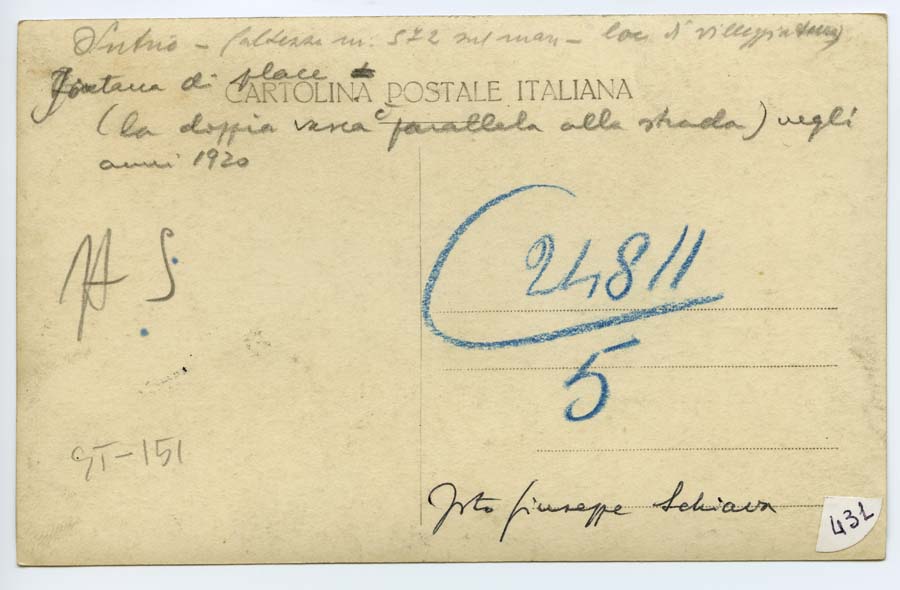 Sutrio - (altezza m. 572 sul mare - loc. di villeggiatura)
Fontana di place
CARTOLINA POSTALE ITALIANA
(la doppia vasca è parallela alla strada) negli
anni 1920
24811
5
A S
GT-151
Foto Giuseppe Schiava
432